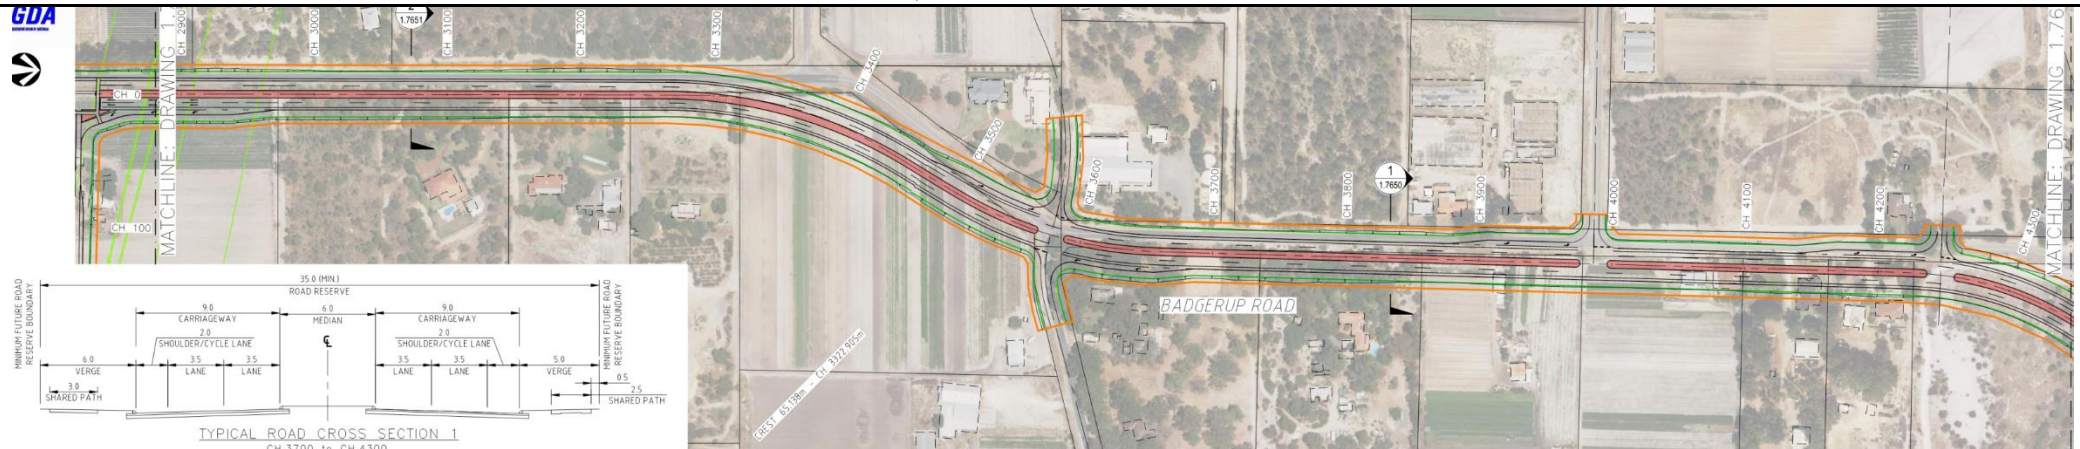 GDA
MATCHLINE: DRAWING 1.7
CH 2900
CH 3000
2
1.7651
CH 3100
CH 3200
CH 3300
CH 3400
CH 3500
CH 3600
CH 3700
CH 3800
1
1.7650
CH 3900
CH 4000
CH 4100
CH 4200
CH 4300
MATCHLINE: DRAWING 1.76
CH 0
CH 100
BADGERUP ROAD
CREST 65.138m - CH 3322.905m
MINIMUM FUTURE ROAD
RESERVE BOUNDARY
35.0 (MIN.)
ROAD RESERVE
MINIMUM FUTURE ROAD
RESERVE BOUNDARY
9.0
CARRIAGEWAY
6.0
MEDIAN
9.0
CARRIAGEWAY
2.0
SHOULDER/CYCLE LANE
2.0
SHOULDER/CYCLE LANE
6.0
VERGE
3.5
LANE
3.5
LANE
3.5
LANE
3.5
LANE
5.0
VERGE
3.0
SHARED PATH
0.5
2.5
SHARED PATH
TYPICAL ROAD CROSS SECTION 1
CH 3700 to CH 4300